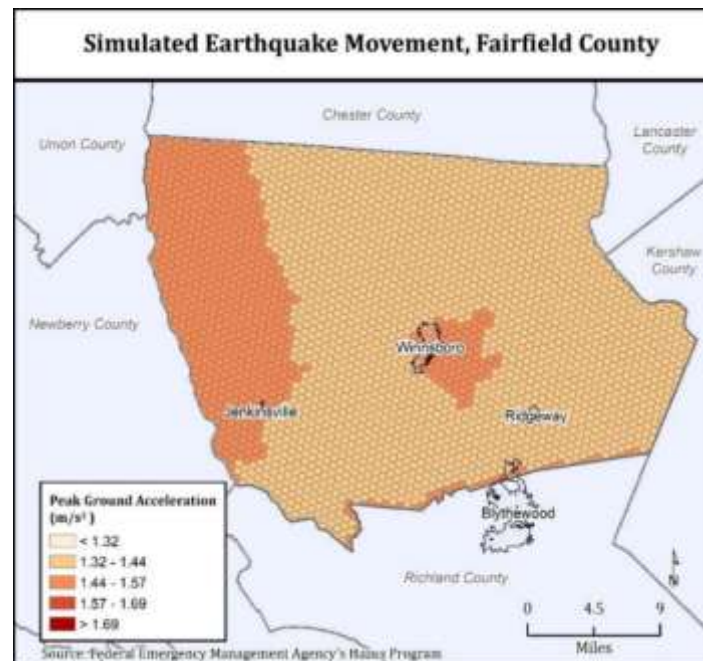 Simulated Earthquake Movement, Fairfield County
Chester County
Union County
Lancaster
County
Kershaw
County
Newberry County
Winnsboro
Jenkinsville
Ridgeway
Blythewood
Richland County
Peak Ground Acceleration
(m/s² )
< 1.32
1.32 - 1.44
1.44 - 1.57
1.57 - 1.69
> 1.69
N
0 4.5 9
Miles
Source: Federal Emergency Management Agency's Hazus Program